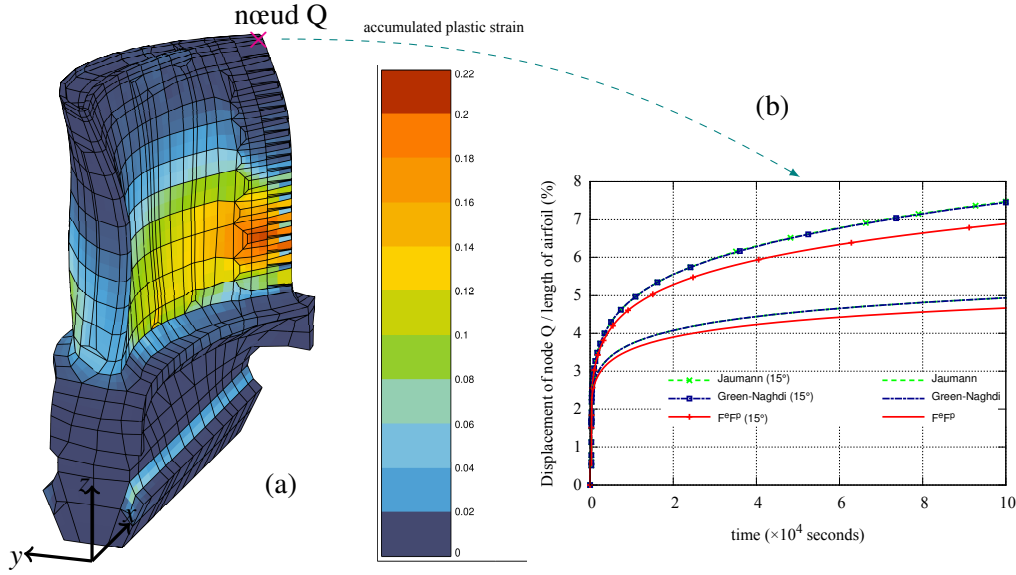 nœud Q
accumulated plastic strain
0.22
0.2
0.18
0.16
0.14
0.12
0.1
0.08
0.06
0.04
0.02
0
(a)
z
x
y
(b)
Displacement of node Q / length of airfoil (%)
8
7
6
5
4
3
2
1
0
0 2 4 6 8 10
time (×10⁴ seconds)
Jaumann (15°) Jaumann
Green-Naghdi (15°) Green-Naghdi
FᵉFᵖ (15°) FᵉFᵖ